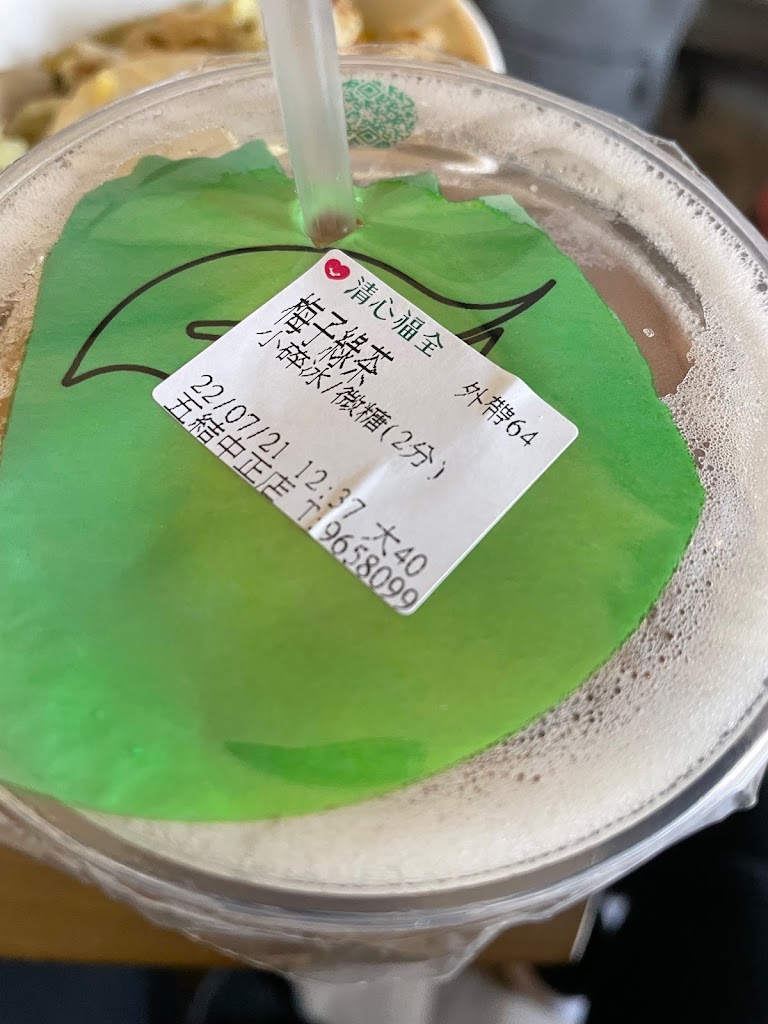 清心福全
外帶64
梅子綠茶
小碎冰/微糖(2分)
22/07/21 12:37 大40
五結中正店 T:9658099